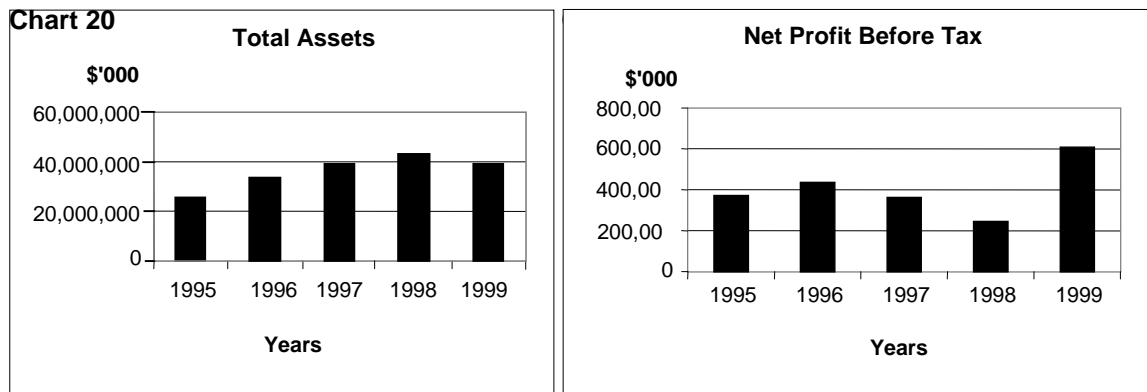 Chart 20
Total Assets
$'000
60,000,000
40,000,000
20,000,000
0
1995 1996 1997 1998 1999
Years
Net Profit Before Tax
$'000
800,00
600,00
400,00
200,00
0
1995 1996 1997 1998 1999
Years